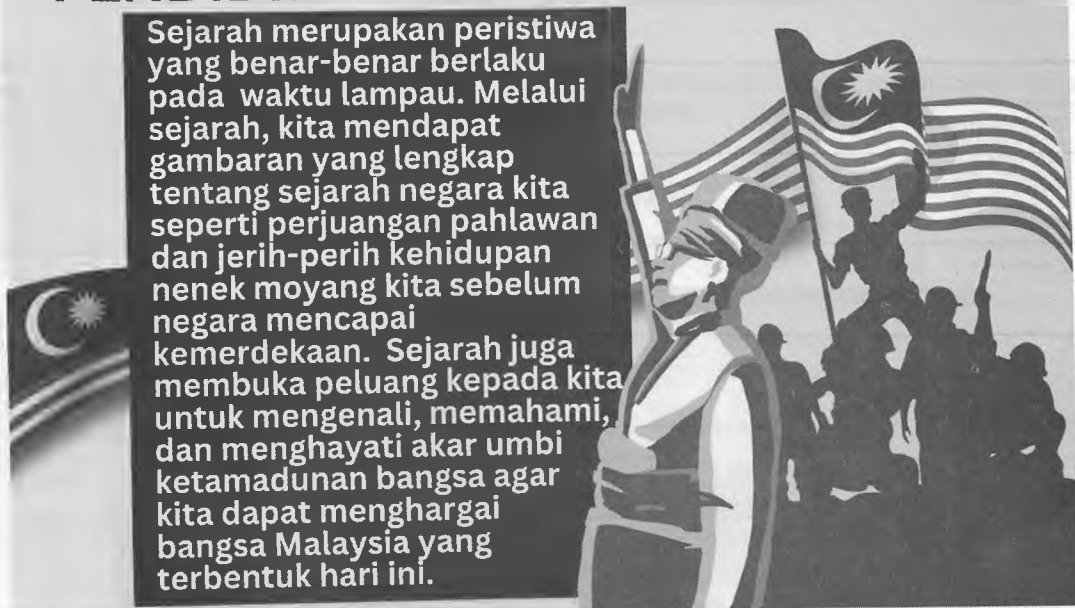 Sejarah merupakan peristiwa
yang benar-benar berlaku
pada waktu lampau. Melalui
sejarah, kita mendapat
gambaran yang lengkap
tentang sejarah negara kita
seperti perjuangan pahlawan
dan jerih-perih kehidupan
nenek moyang kita sebelum
negara mencapai
kemerdekaan. Sejarah juga
membuka peluang kepada kita
untuk mengenali, memahami,
dan menghayati akar umbi
ketamadunan bangsa agar
kita dapat menghargai
bangsa Malaysia yang
terbentuk hari ini.